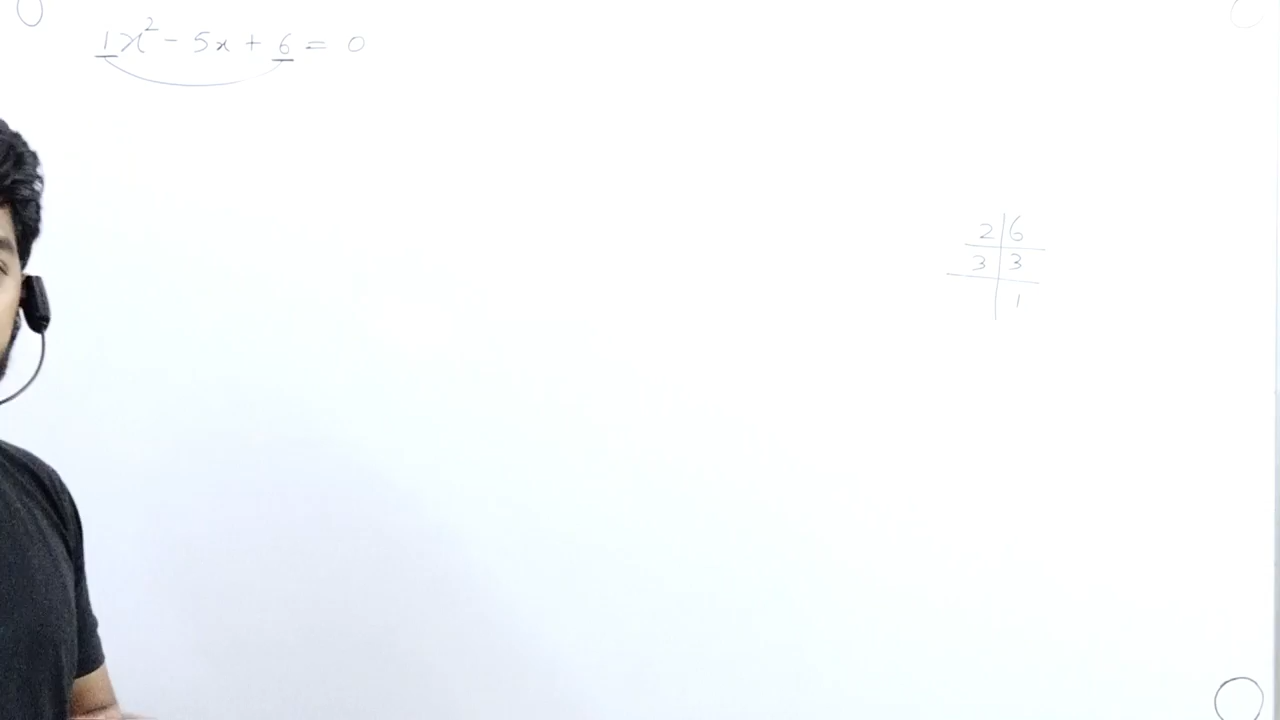 1x² - 5x + 6 = 0
2 | 6
3 | 3
| 1